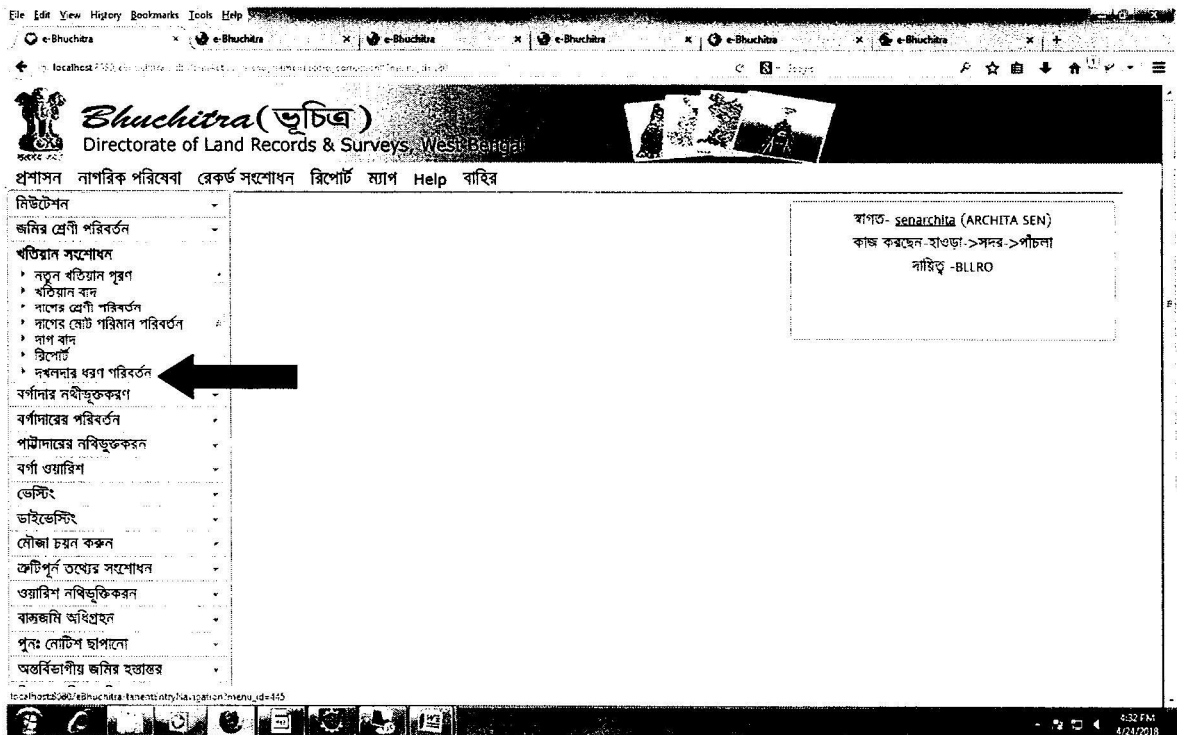 File Edit View History Bookmarks Tools Help
e-Bhuchitra × e-Bhuchitra × e-Bhuchitra × e-Bhuchitra × e-Bhuchitra × e-Bhuchitra × +
localhost
Bhuchitra(ভূচিত্র)
Directorate of Land Records & Surveys, West Bengal
প্রশাসন নাগরিক পরিষেবা রেকর্ড সংশোধন রিপোর্ট ম্যাপ Help বাহির
মিউটেশন
জমির শ্রেণী পরিবর্তন
খতিয়ান সংশোধন
নতুন খতিয়ান পূরণ
খতিয়ান বাদ
দাগের শ্রেণী পরিবর্তন
দাগের মোট পরিমান পরিবর্তন
দাগ বাদ
রিপোর্ট
দখলদার ধরণ পরিবর্তন
বর্গাদার নথীভূক্তকরণ
বর্গাদারের পরিবর্তন
পাট্টাদারের নথিভুক্তকরন
বর্গা ওয়ারিশ
ভেস্টিং
ডাইভেস্টিং
মৌজা চয়ন করুন
ত্রুটিপূর্ন তথ্যের সংশোধন
ওয়ারিশ নথিভূক্তিকরন
বাস্তুজমি অধিগ্রহন
পুনঃ নোটিশ ছাপানো
অন্তর্বিভাগীয় জমির হস্তান্তর
স্বাগত- senarchita (ARCHITA SEN)
কাজ করছেন-হাওড়া->সদর->পাঁচলা
দায়িত্ব -BLLRO
4:32 PM
4/24/2018